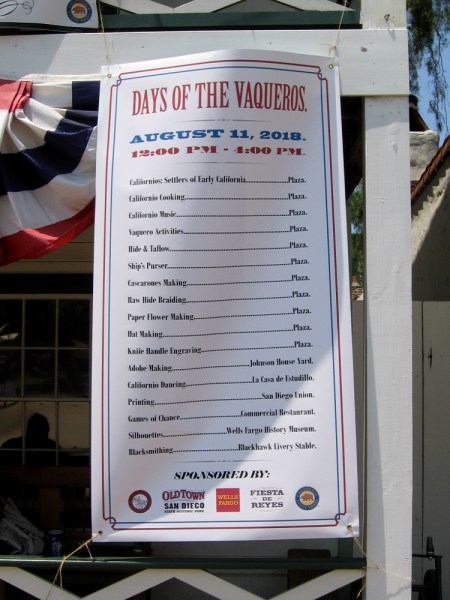 DAYS OF THE VAQUEROS.
AUGUST 11, 2018.
12:00 PM - 4:00 PM.
Californios: Settlers of Early California....................Plaza.
Californio Cooking....................Plaza.
Californio Music....................Plaza.
Vaquero Activities....................Plaza.
Hide & Tallow....................Plaza.
Ship's Purser....................Plaza.
Cascarones Making....................Plaza.
Raw Hide Braiding....................Plaza.
Paper Flower Making....................Plaza.
Hat Making....................Plaza.
Knife Handle Engraving....................Plaza.
Adobe Making....................Johnson House Yard.
Californio Dancing....................La Casa de Estudillo.
Printing....................San Diego Union.
Games of Chance....................Commercial Restaurant.
Silhouettes....................Wells Fargo History Museum.
Blacksmithing....................Blackhawk Livery Stable.
SPONSORED BY:
OLD TOWN
SAN DIEGO
STATE HISTORIC PARK
WELLS
FARGO
FIESTA
DE
REYES